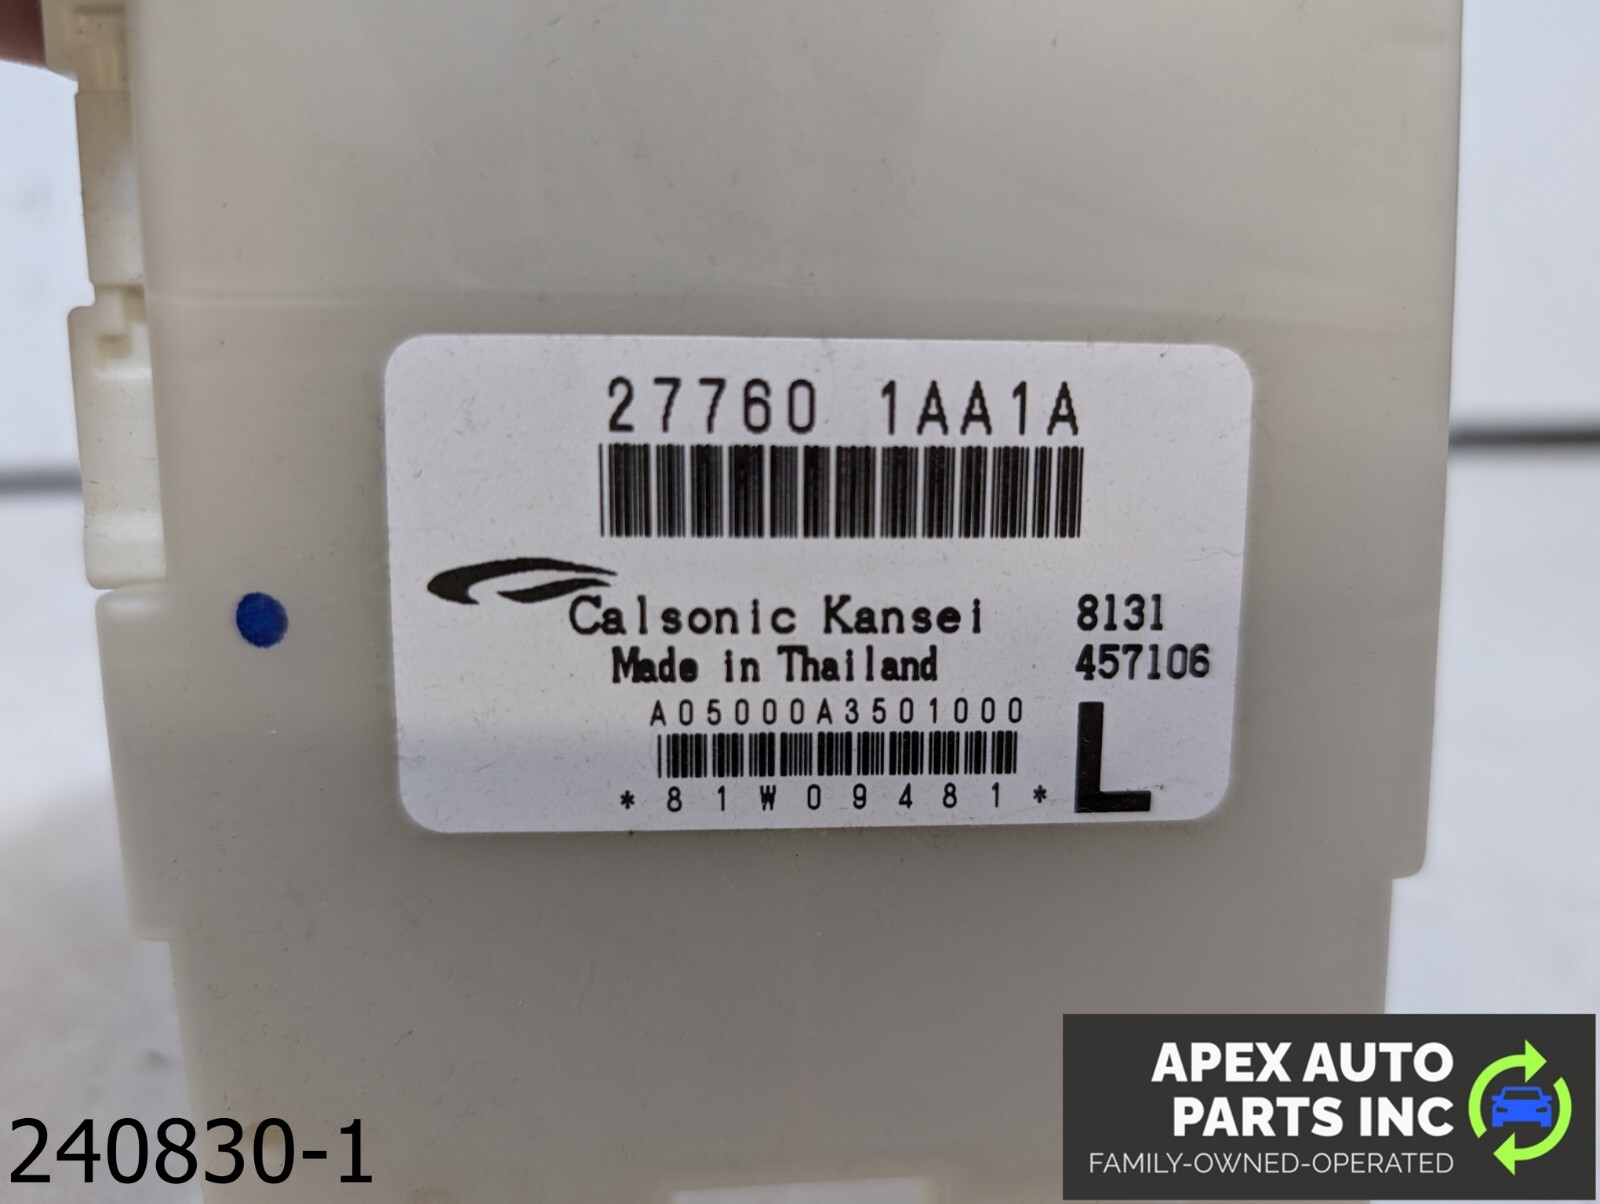 27760 1AA1A
Calsonic Kansei 8131
Made in Thailand 457106
A05000A3501000
L
*81W09481*
APEX AUTO
PARTS INC
FAMILY-OWNED-OPERATED
240830-1